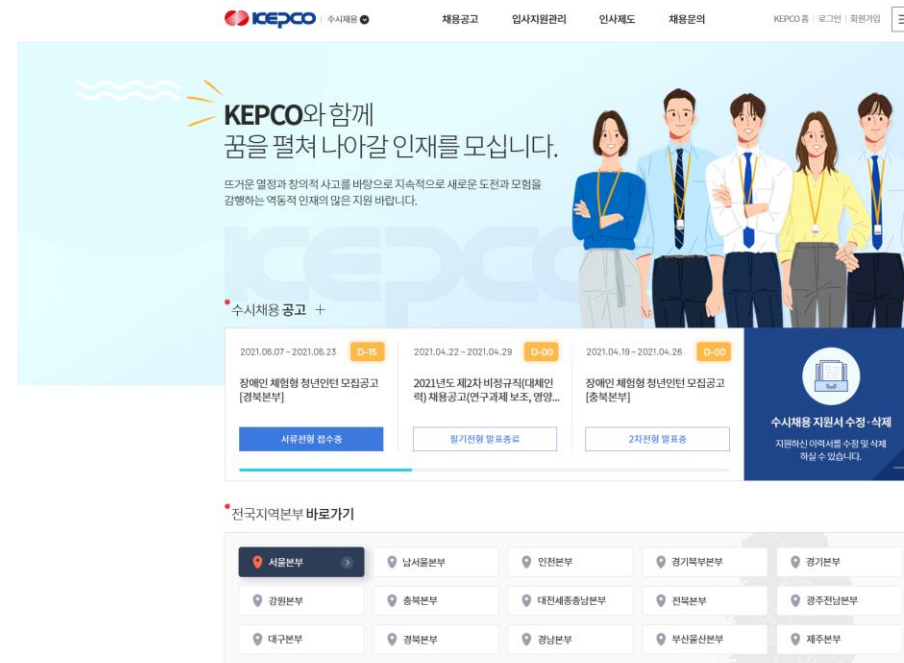 KEPCO 수시채용
채용공고 입사지원관리 인사제도 채용문의
KEPCO 홈 로그인 회원가입
KEPCO와 함께
꿈을 펼쳐 나아갈 인재를 모십니다.
뜨거운 열정과 창의적 사고를 바탕으로 지속적으로 새로운 도전과 모험을
감행하는 역동적 인재의 많은 지원 바랍니다.
KEPCO
수시채용 공고 +
2021.06.07 ~ 2021.06.23 D-15
장애인 체험형 청년인턴 모집공고
[경북본부]
서류전형 접수중
2021.04.22 ~ 2021.04.29 D-00
2021년도 제2차 비정규직(대체인
력) 채용공고(연구과제 보조, 영양...
필기전형 발표종료
2021.04.19 ~ 2021.04.26 D-00
장애인 체험형 청년인턴 모집공고
[충북본부]
2차전형 발표중
수시채용 지원서 수정·삭제
지원하신 이력서를 수정 및 삭제
하실 수 있습니다.
전국지역본부 바로가기
서울본부 남서울본부 인천본부 경기북부본부 경기본부
강원본부 충북본부 대전세종충남본부 전북본부 광주전남본부
대구본부 경북본부 경남본부 부산울산본부 제주본부